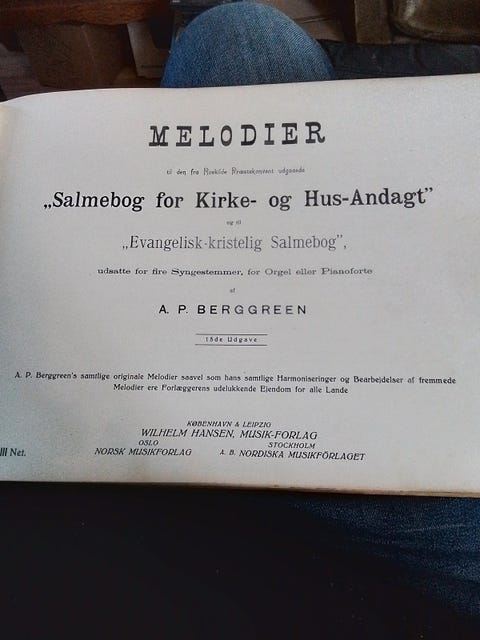 MELODIER
til den fra Roskilde Præstekonvent udgaaede
„Salmebog for Kirke- og Hus-Andagt”
og til
„Evangelisk-kristelig Salmebog”,
udsatte for fire Syngestemmer, for Orgel eller Pianoforte
af
A. P. BERGGREEN
15de Udgave
A. P. Berggreen's samtlige originale Melodier saavel som hans samtlige Harmoniseringer og Bearbejdelser af fremmede
Melodier ere Forlæggerens udelukkende Ejendom for alle Lande
KØBENHAVN & LEIPZIG
WILHELM HANSEN, MUSIK-FORLAG
OSLO STOCKHOLM
NORSK MUSIKFORLAG A. B. NORDISKA MUSIKFÖRLAGET
III Net.